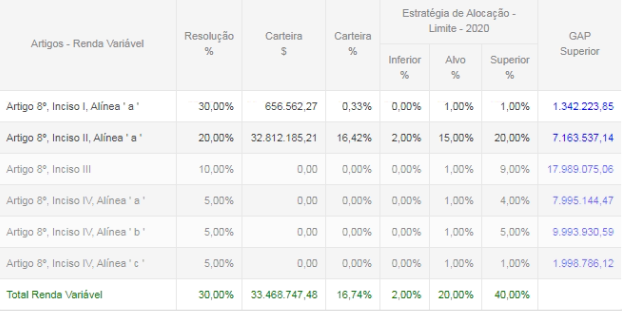 Artigos - Renda Variável
Resolução %
Carteira $
Carteira %
Estratégia de Alocação - Limite - 2020
Inferior %
Alvo %
Superior %
GAP Superior
Artigo 8º, Inciso I, Alínea ' a ' 30,00% 656.562,27 0,33% 0,00% 1,00% 1,00% 1.342.223,85
Artigo 8º, Inciso II, Alínea ' a ' 20,00% 32.812.185,21 16,42% 2,00% 15,00% 20,00% 7.163.537,14
Artigo 8º, Inciso III 10,00% 0,00 0,00% 0,00% 1,00% 9,00% 17.989.075,06
Artigo 8º, Inciso IV, Alínea ' a ' 5,00% 0,00 0,00% 0,00% 1,00% 4,00% 7.995.144,47
Artigo 8º, Inciso IV, Alínea ' b ' 5,00% 0,00 0,00% 0,00% 1,00% 5,00% 9.993.930,59
Artigo 8º, Inciso IV, Alínea ' c ' 5,00% 0,00 0,00% 0,00% 1,00% 1,00% 1.998.786,12
Total Renda Variável 30,00% 33.468.747,48 16,74% 2,00% 20,00% 40,00%